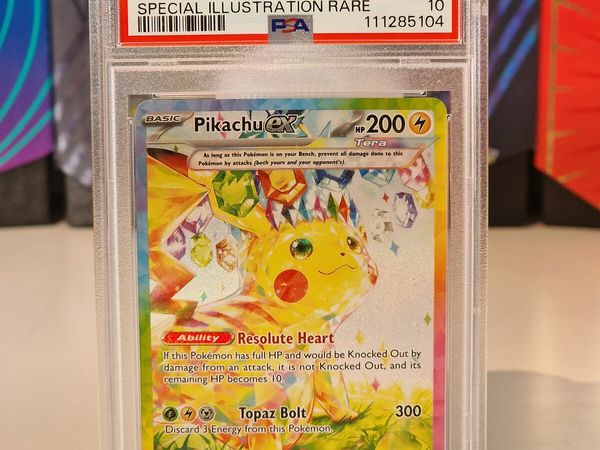 SPECIAL ILLUSTRATION RARE 10
PSA 111285104
BASIC Pikachu ex HP 200
Tera
As long as this Pokémon is on your Bench, prevent all damage done to this
Pokémon by attacks (both yours and your opponent's).
Ability Resolute Heart
If this Pokémon has full HP and would be Knocked Out by
damage from an attack, it is not Knocked Out, and its
remaining HP becomes 10.
Topaz Bolt 300
Discard 3 Energy from this Pokémon.